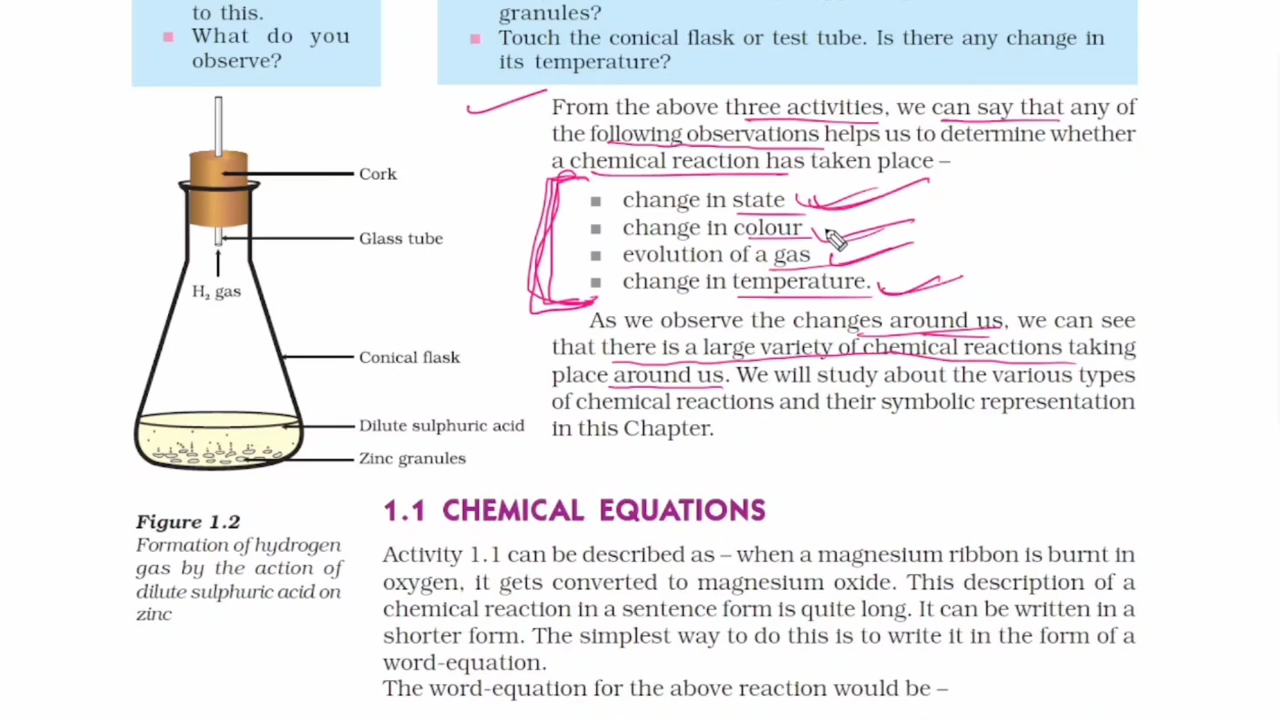 to this.
What do you
observe?
granules?
Touch the conical flask or test tube. Is there any change in
its temperature?
From the above three activities, we can say that any of
the following observations helps us to determine whether
a chemical reaction has taken place –
change in state
change in colour
evolution of a gas
change in temperature.
As we observe the changes around us, we can see
that there is a large variety of chemical reactions taking
place around us. We will study about the various types
of chemical reactions and their symbolic representation
in this Chapter.
Cork
Glass tube
H₂ gas
Conical flask
Dilute sulphuric acid
Zinc granules
Figure 1.2
Formation of hydrogen
gas by the action of
dilute sulphuric acid on
zinc
1.1 CHEMICAL EQUATIONS
Activity 1.1 can be described as – when a magnesium ribbon is burnt in
oxygen, it gets converted to magnesium oxide. This description of a
chemical reaction in a sentence form is quite long. It can be written in a
shorter form. The simplest way to do this is to write it in the form of a
word-equation.
The word-equation for the above reaction would be –